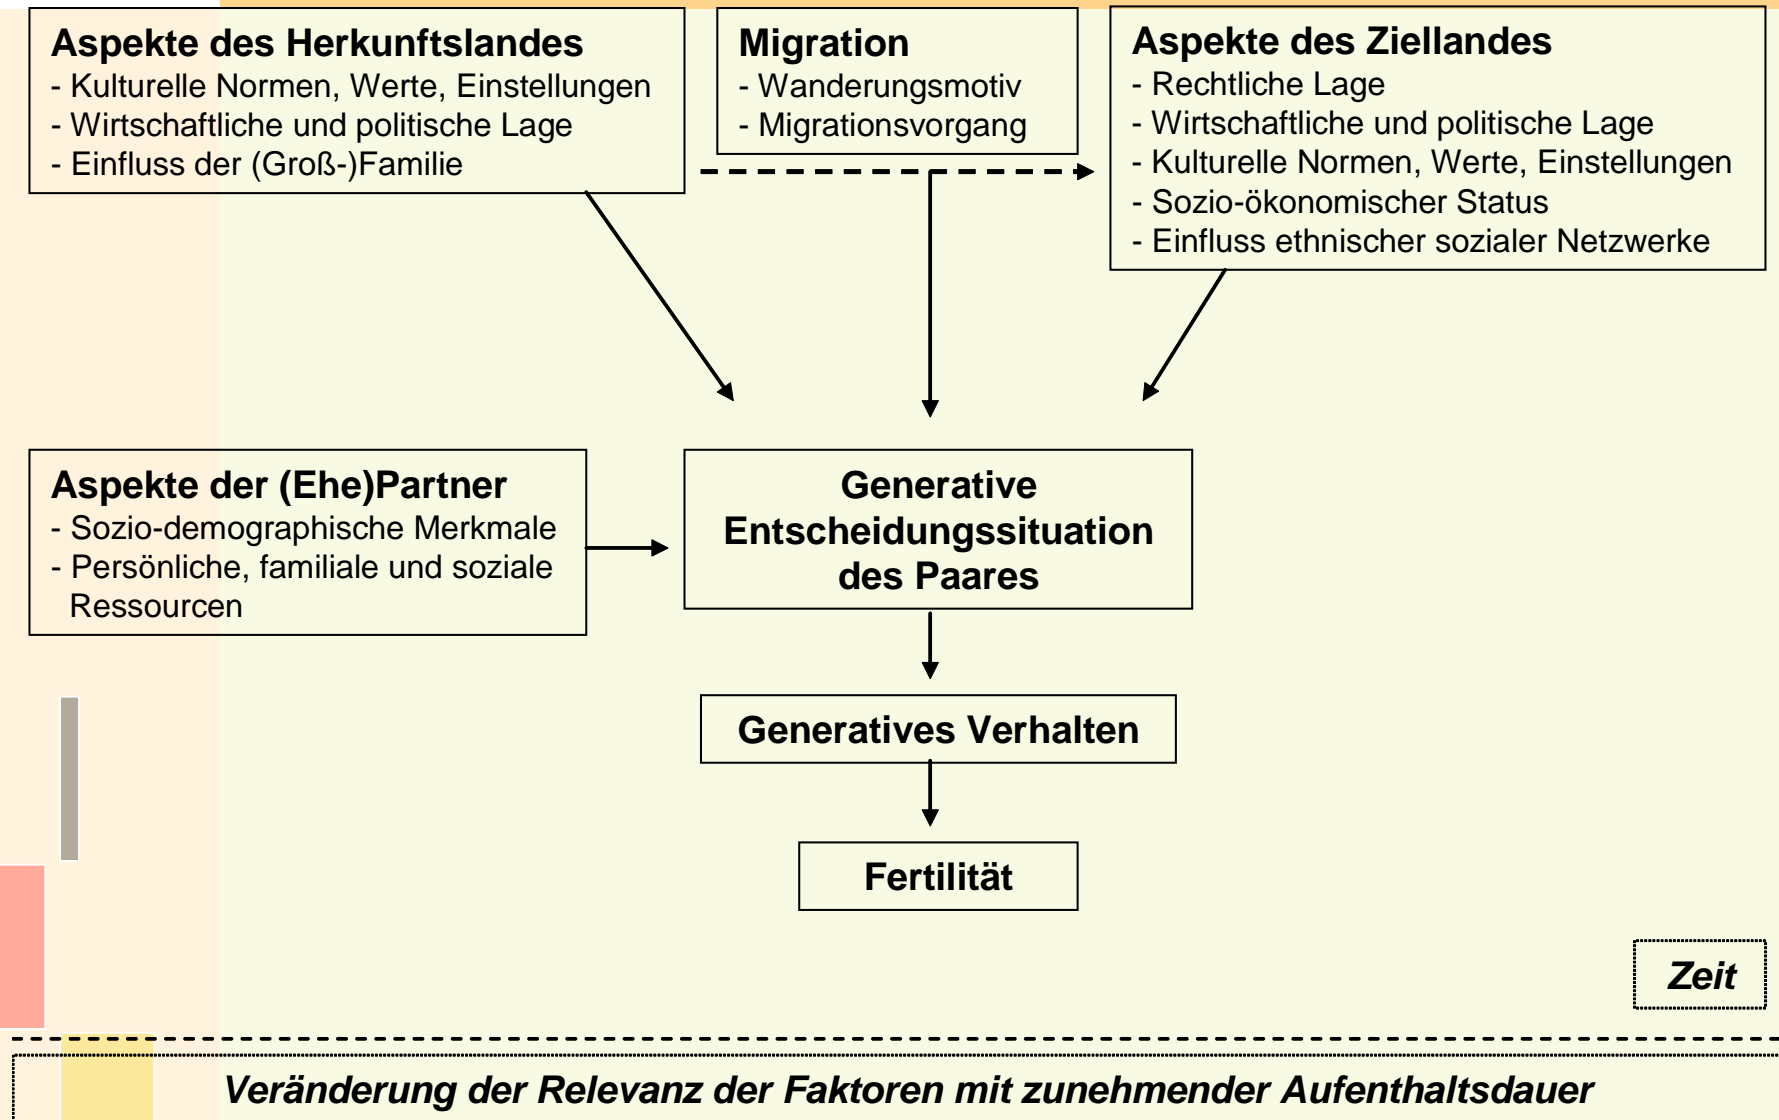 Aspekte des Herkunftslandes
- Kulturelle Normen, Werte, Einstellungen
- Wirtschaftliche und politische Lage
- Einfluss der (Groß-)Familie
Migration
- Wanderungsmotiv
- Migrationsvorgang
Aspekte des Ziellandes
- Rechtliche Lage
- Wirtschaftliche und politische Lage
- Kulturelle Normen, Werte, Einstellungen
- Sozio-ökonomischer Status
- Einfluss ethnischer sozialer Netzwerke
Aspekte der (Ehe)Partner
- Sozio-demographische Merkmale
- Persönliche, familiale und soziale
Ressourcen
Generative
Entscheidungssituation
des Paares
Generatives Verhalten
Fertilität
Zeit
Veränderung der Relevanz der Faktoren mit zunehmender Aufenthaltsdauer